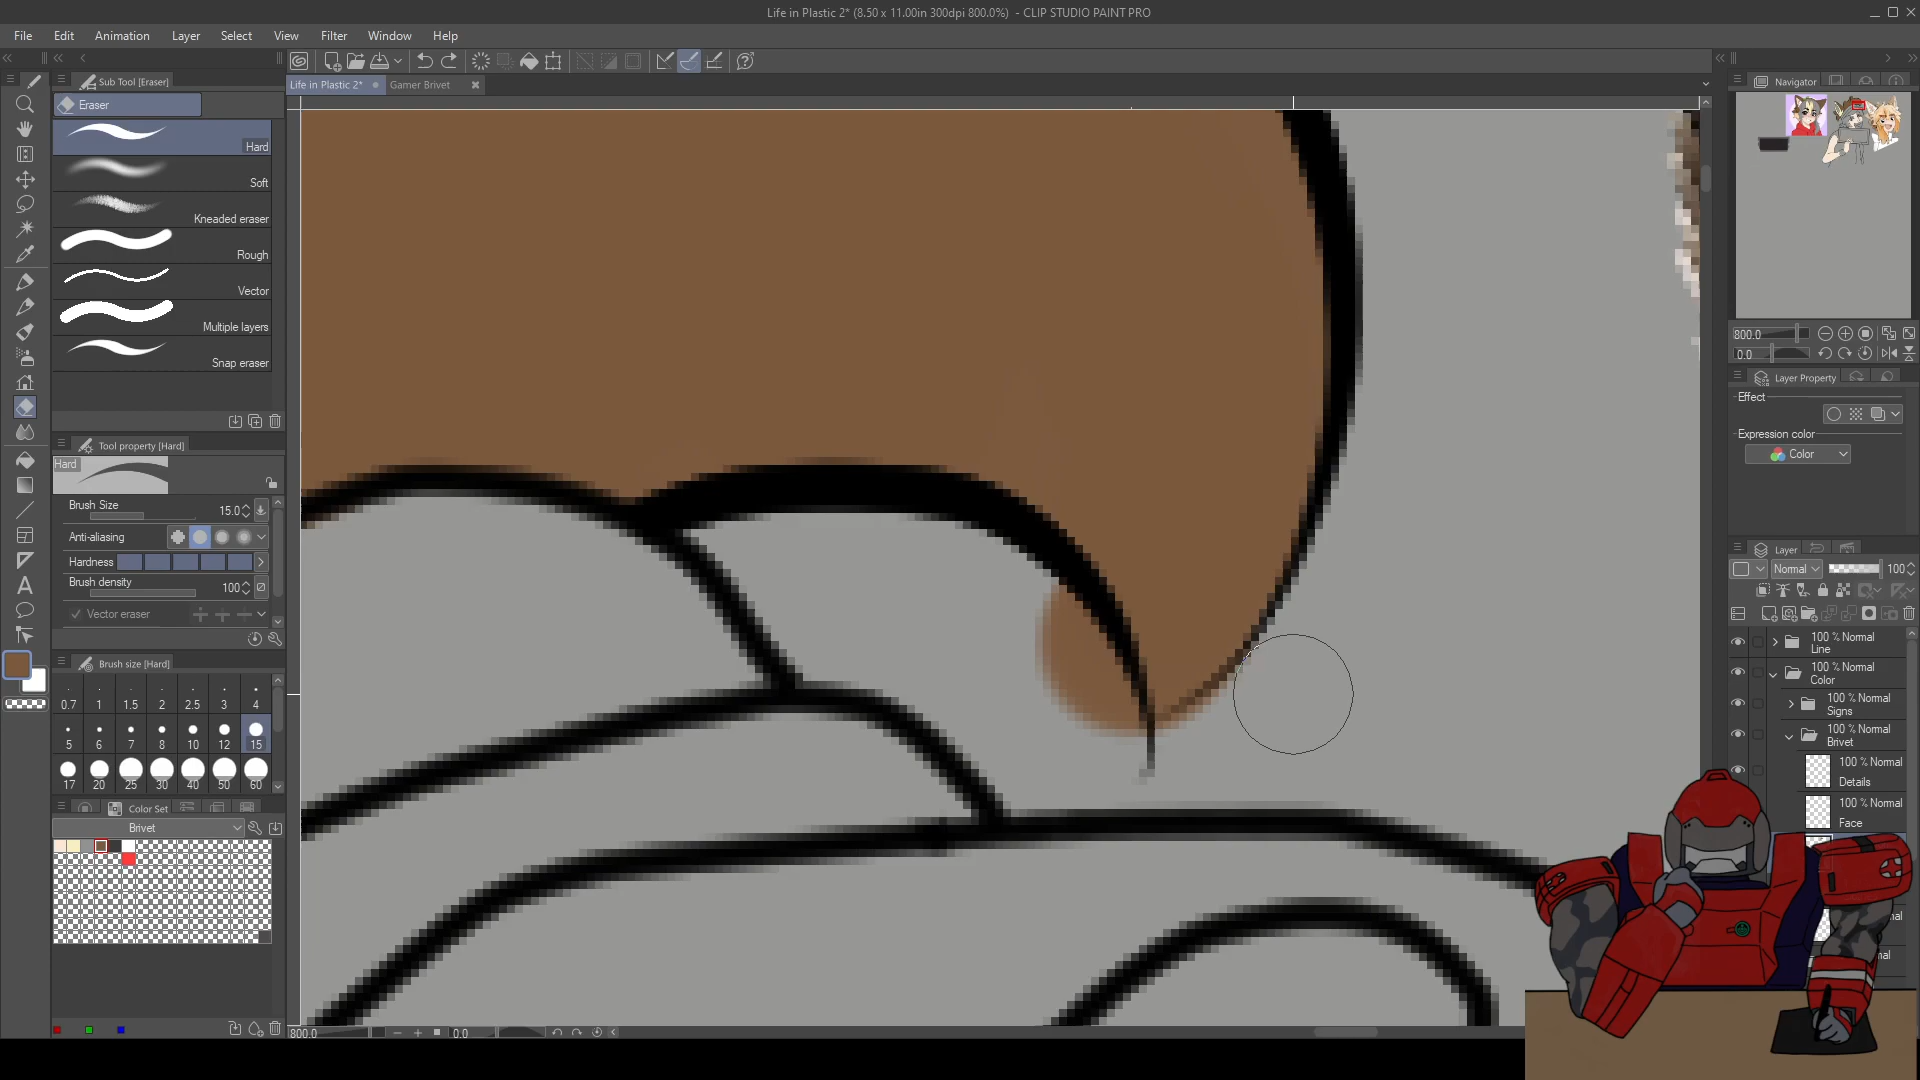 Life in Plastic 2* (8.50 x 11.00in 300dpi 800.0%) - CLIP STUDIO PAINT PRO
File Edit Animation Layer Select View Filter Window Help
Sub Tool [Eraser]
Eraser
Hard
Soft
Kneaded eraser
Rough
Vector
Multiple layers
Snap eraser
Tool property [Hard]
Hard
Brush Size 15.0
Anti-aliasing
Hardness
Brush density 100
Vector eraser
Brush size [Hard]
0.7 1 1.5 2 2.5 3 4
5 6 7 8 10 12 15
17 20 25 30 40 50 60
Color Set
Brivet
Life in Plastic 2* Gamer Brivet
800.0 0.0
Navigator
800.0
0.0
Layer Property
Effect
Expression color
Color
Layer
Normal 100
100 % Normal
Line
100 % Normal
Color
100 % Normal
Signs
100 % Normal
Brivet
100 % Normal
Details
100 % Normal
Face